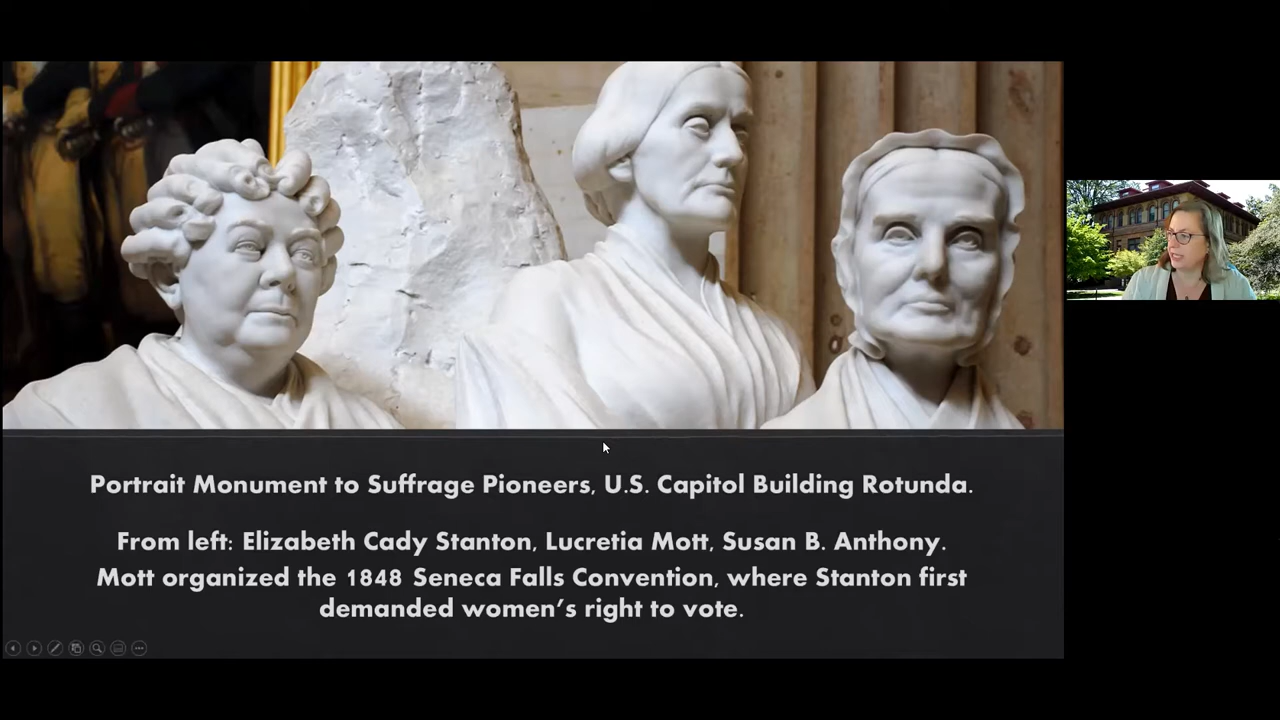 Portrait Monument to Suffrage Pioneers, U.S. Capitol Building Rotunda.
From left: Elizabeth Cady Stanton, Lucretia Mott, Susan B. Anthony.
Mott organized the 1848 Seneca Falls Convention, where Stanton first
demanded women's right to vote.